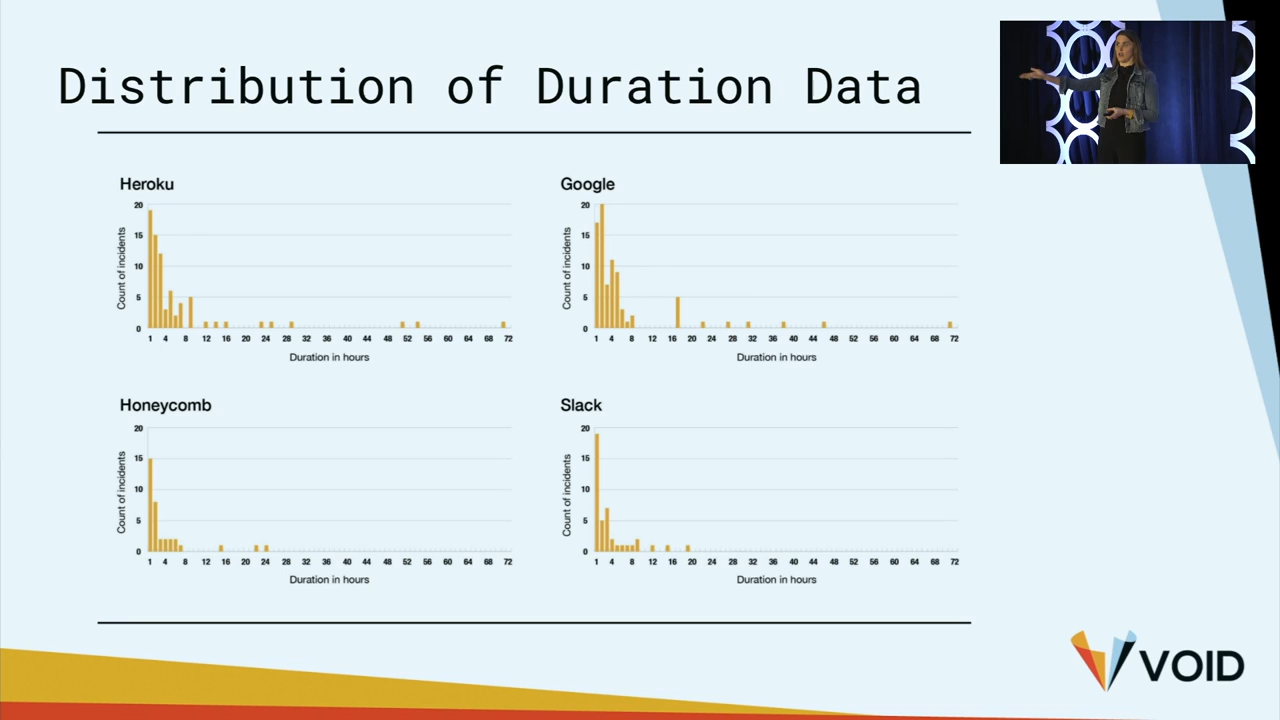 Distribution of Duration Data
Heroku
Count of incidents
20
15
10
5
0
1 4 8 12 16 20 24 28 32 36 40 44 48 52 56 60 64 68 72
Duration in hours
Google
Count of incidents
20
15
10
5
0
1 4 8 12 16 20 24 28 32 36 40 44 48 52 56 60 64 68 72
Duration in hours
Honeycomb
Count of incidents
20
15
10
5
0
1 4 8 12 16 20 24 28 32 36 40 44 48 52 56 60 64 68 72
Duration in hours
Slack
Count of incidents
20
15
10
5
0
1 4 8 12 16 20 24 28 32 36 40 44 48 52 56 60 64 68 72
Duration in hours
VOID